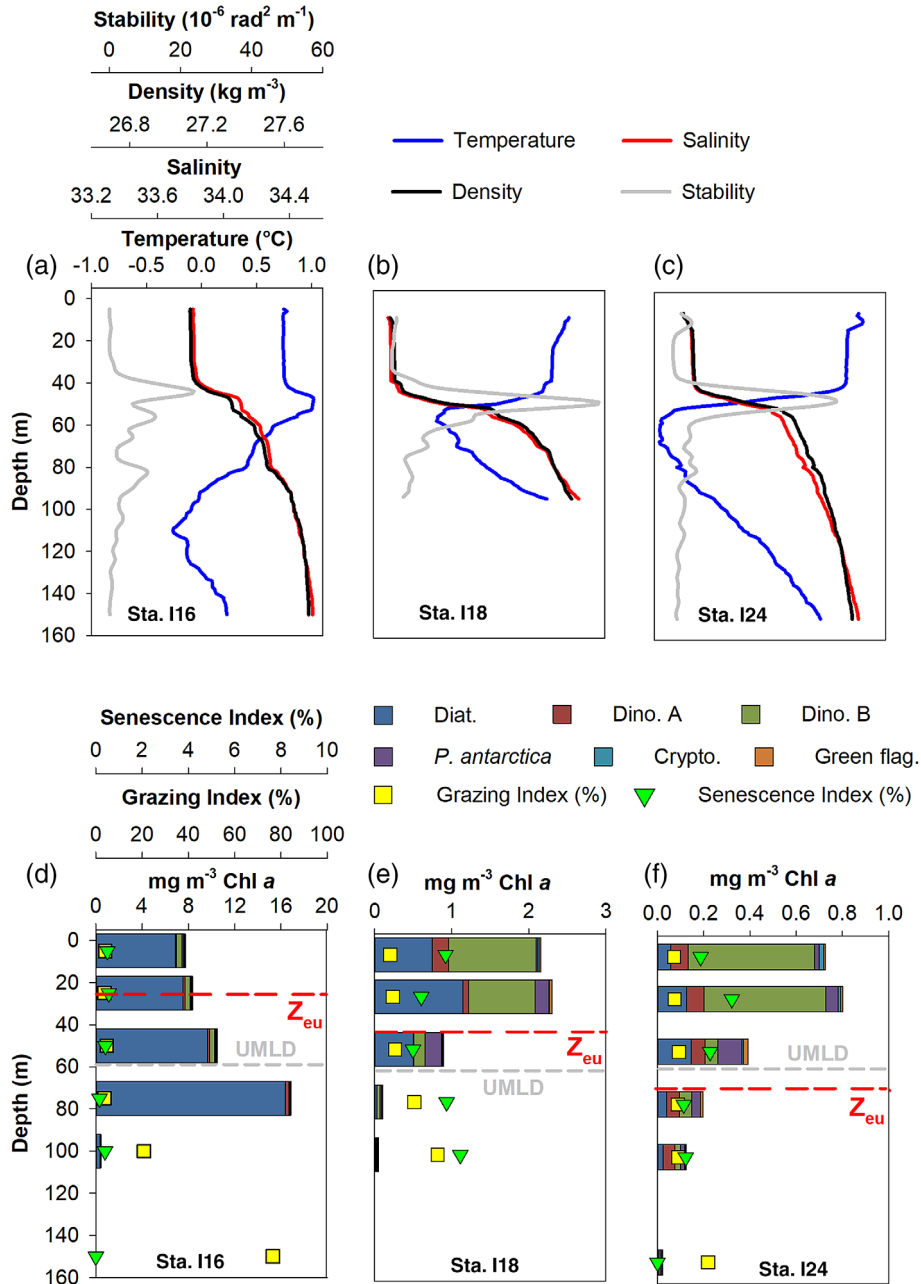 Stability (10-6 rad2 m-1)
0 20 40 60
Density (kg m-3)
26.8 27.2 27.6
Salinity
33.2 33.6 34.0 34.4
Temperature (°C)
-1.0 -0.5 0.0 0.5 1.0
Temperature Salinity
Density Stability
(a) (b) (c)
0
20
40
60
80
100
120
140
160
Depth (m)
Sta. I16 Sta. I18 Sta. I24
Senescence Index (%)
0 2 4 6 8 10
Grazing Index (%)
0 20 40 60 80 100
Diat. Dino. A Dino. B
P. antarctica Crypto. Green flag.
Grazing Index (%) Senescence Index (%)
(d) mg m-3 Chl a (e) mg m-3 Chl a (f) mg m-3 Chl a
0 4 8 12 16 20
0 1 2 3
0.0 0.2 0.4 0.6 0.8 1.0
0
20
40
60
80
100
120
140
160
Depth (m)
Zeu
UMLD
Sta. I16
Zeu
UMLD
Sta. I18
UMLD
Zeu
Sta. I24